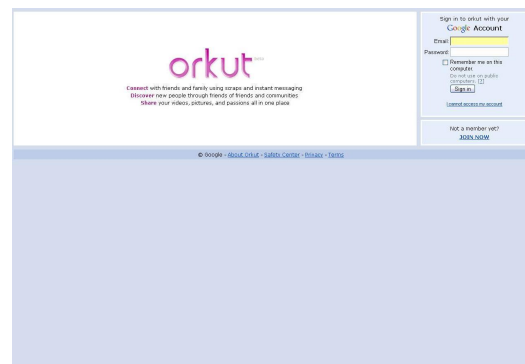 orkut beta
Connect with friends and family using scraps and instant messaging
Discover new people through friends of friends and communities
Share your videos, pictures, and passions all in one place
Sign in to orkut with your
Google Account
Email:
Password:
Remember me on this
computer.
Do not use on public
computers. [?]
Sign in
I cannot access my account
Not a member yet?
JOIN NOW
© Google - About Orkut - Safety Center - Privacy - Terms